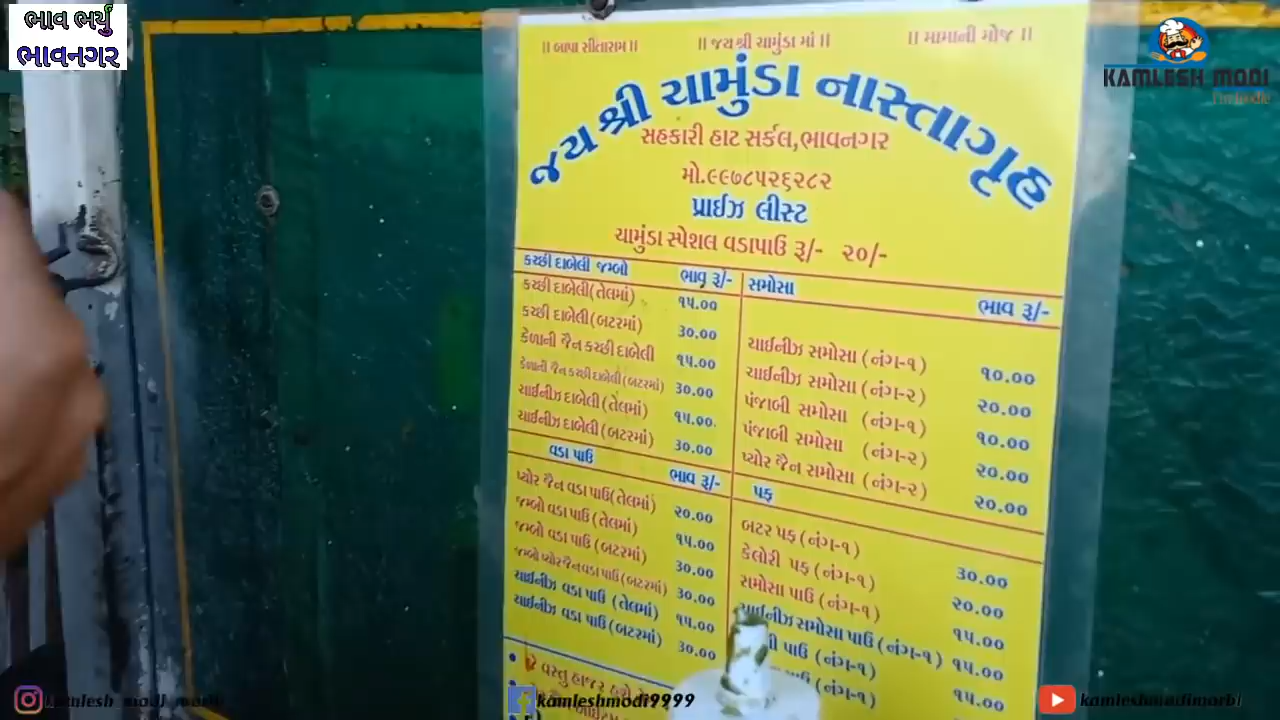 ભાવ ભર્યુ
ભાવનગર
KAMLESH MODI
I'm foodie
|| બાપા સીતારામ || || જયશ્રી ચામુંડા માં || || મામાની મોજ ||
જય શ્રી ચામુંડા નાસ્તાગૃહ
સહકારી હાટ સર્કલ,ભાવનગર
મો.૯૯૭૮૫૨૬૨૮૨
પ્રાઈઝ લીસ્ટ
ચામુંડા સ્પેશલ વડાપાઉ રૂ/- ૨૦/-
કચ્છી દાબેલી જમ્બો ભાવ રૂ/-
કચ્છી દાબેલી(તેલમાં) ૧૫.૦૦
કચ્છી દાબેલી(બટરમાં) ૩૦.૦૦
કેળાની જૈન કચ્છી દાબેલી ૧૫.૦૦
કેળાની જૈન કચ્છી દાબેલી(બટરમાં) ૩૦.૦૦
ચાઈનીઝ દાબેલી(તેલમાં) ૧૫.૦૦.
ચાઈનીઝ દાબેલી(બટરમાં) ૩૦.૦૦
વડા પાઉ ભાવ રૂ/-
પ્યોર જૈન વડા પાઉ(તેલમાં) ૨૦.૦૦
જમ્બો વડા પાઉ (તેલમાં) ૧૫.૦૦
જમ્બો વડા પાઉ (બટરમાં) ૩૦.૦૦
જમ્બો પ્યોર જૈન વડા પાઉ(બટરમાં) ૩૦.૦૦
ચાઈનીઝ વડા પાઉ (તેલમાં) ૧૫.૦૦
ચાઈનીઝ વડા પાઉ (બટરમાં) ૩૦.૦૦
સમોસા ભાવ રૂ/-
ચાઈનીઝ સમોસા (નંગ-૧) ૧૦.૦૦
ચાઈનીઝ સમોસા (નંગ-૨) ૨૦.૦૦
પંજાબી સમોસા (નંગ-૧) ૧૦.૦૦
પંજાબી સમોસા (નંગ-૨) ૨૦.૦૦
પ્યોર જૈન સમોસા (નંગ-૨) ૨૦.૦૦
પફ
બટર પફ (નંગ-૧) ૩૦.૦૦
કેલોરી પફ (નંગ-૧) ૨૦.૦૦
સમોસા પાઉ (નંગ-૧) ૧૫.૦૦
ચાઈનીઝ સમોસા પાઉ (નંગ-૧) ૧૫.૦૦
પાઉ (નંગ-૧) ૧૫.૦૦
(નંગ-૧)
વસ્તુ હાજર હશે
kamlesh_modi_morbi
kamleshmodi9999
kamleshmodimorbi